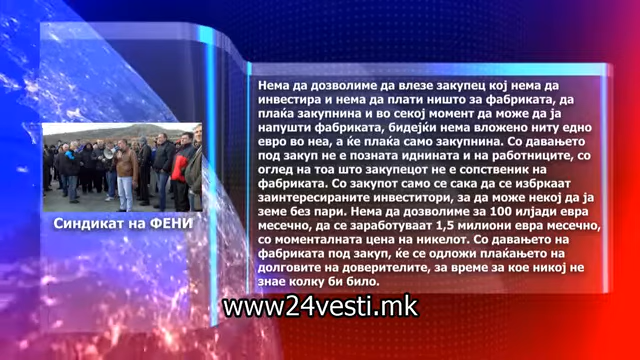 Нема да дозволиме да влезе закупец кој нема да
инвестира и нема да плати ништо за фабриката, да
плаќа закупнина и во секој момент да може да ја
напушти фабриката, бидејќи нема вложено ниту едно
евро во неа, а ќе плаќа само закупнина. Со давањето
под закуп не е позната иднината и на работниците, со
оглед на тоа што закупецот не е сопственик на
фабриката. Со закупот само се сака да се избркаат
заинтересираните инвеститори, за да може некој да ја
земе без пари. Нема да дозволиме за 100 илјади евра
месечно, да се заработуваат 1,5 милиони евра месечно,
со моменталната цена на никелот. Со давањето на
фабриката под закуп, ќе се одложи плаќањето на
долговите на доверителите, за време за кое никој не
знае колку би било.
Синдикат на ФЕНИ
www24vesti.mk